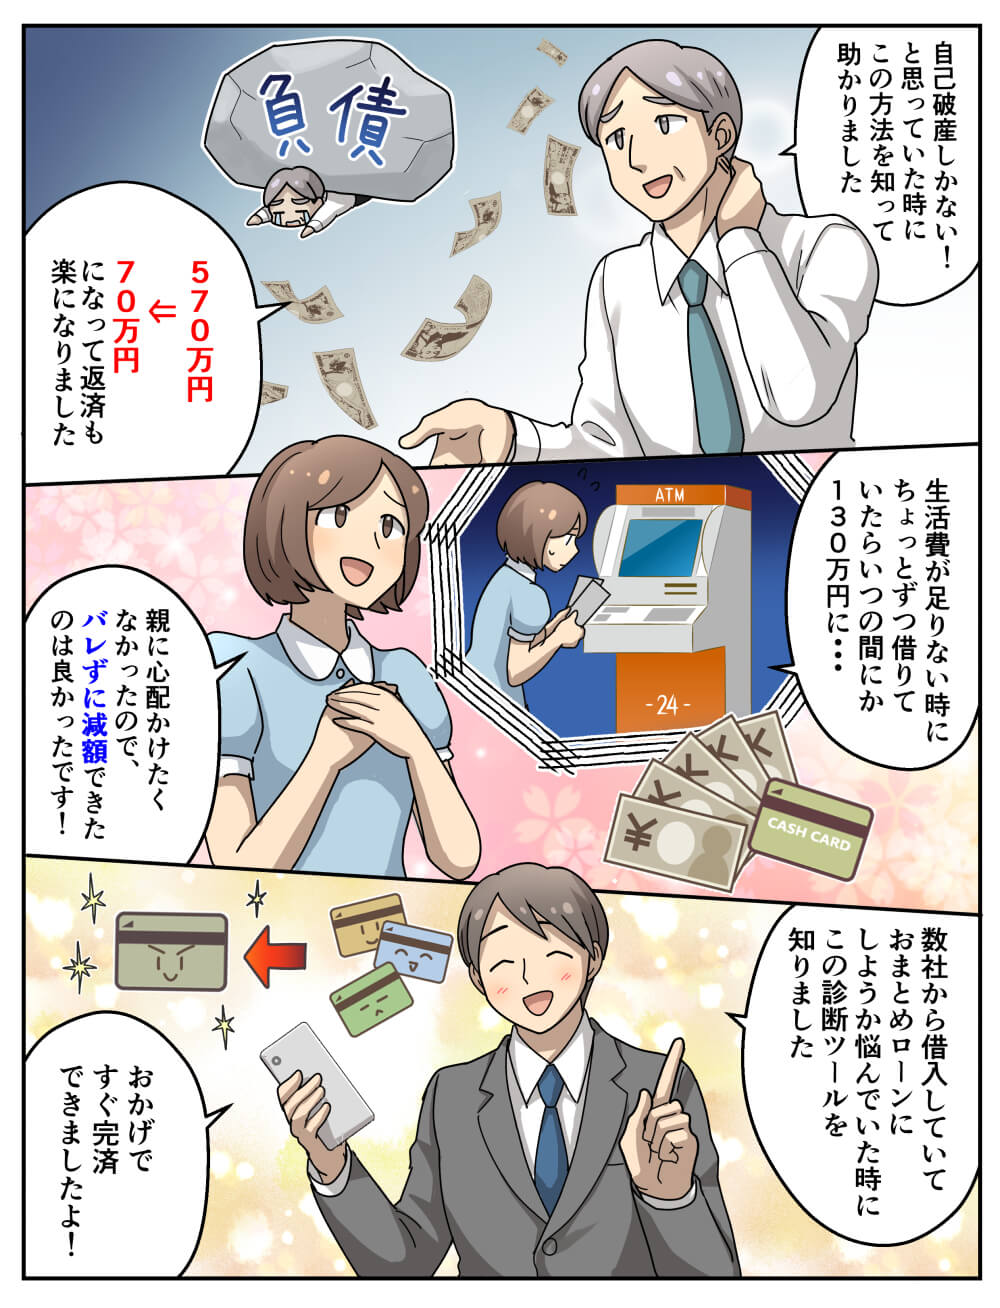 自己破産しかない！
と思っていた時に
この方法を知って
助かりました
負債
５７０万円
⇐
７０万円
になって返済も
楽になりました
生活費が足りない時に
ちょっとずつ借りて
いたらいつの間にか
１３０万円に・・・
ATM
-24-
¥
¥
¥
¥
CASH CARD
親に心配かけたく
なかったので、
バレずに減額できた
のは良かったです！
数社から借入していて
おまとめローンに
しようか悩んでいた時に
この診断ツールを
知りました
おかげで
すぐ完済
できましたよ！